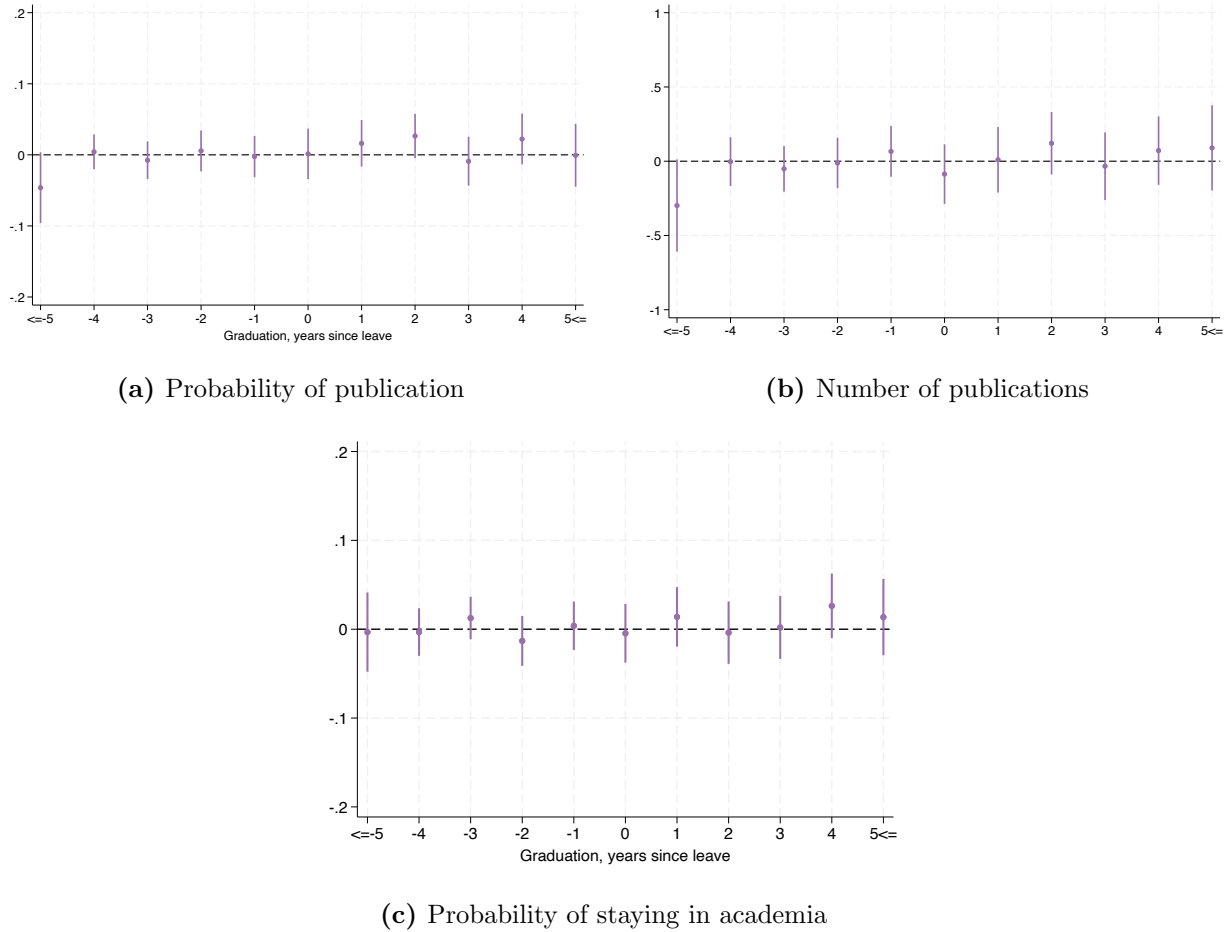 .2
.1
0
-.1
-.2
<=-5 -4 -3 -2 -1 0 1 2 3 4 5<=
Graduation, years since leave
(a) Probability of publication
1
.5
0
-.5
-1
<=-5 -4 -3 -2 -1 0 1 2 3 4 5<=
(b) Number of publications
.2
.1
0
-.1
-.2
<=-5 -4 -3 -2 -1 0 1 2 3 4 5<=
Graduation, years since leave
(c) Probability of staying in academia